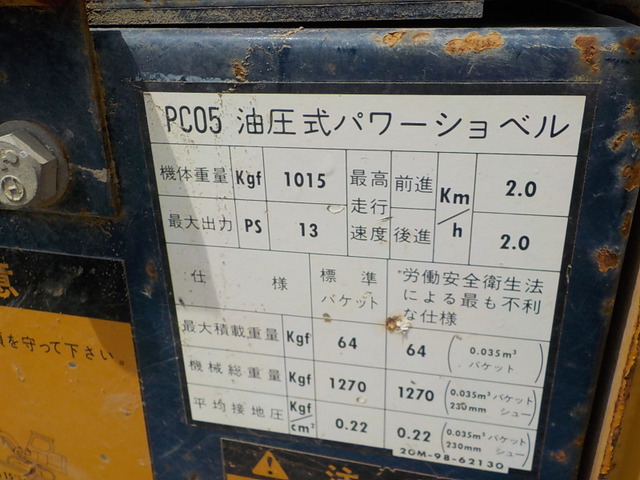 PC05 油圧式パワーショベル
機体重量 Kgf 1015 最高走行速度 前進 Km/h 2.0
最大出力 PS 13 後進 2.0
仕様 標準バケット 労働安全衛生法による最も不利な仕様
最大積載重量 Kgf 64 64 (0.035m³ バケット)
機械総重量 Kgf 1270 1270 (0.035m³ バケット 230mm シュー)
平均接地圧 Kgf/cm² 0.22 0.22 (0.035m³ バケット 230mm シュー)
20M-98-62130
意
を守って下さい
注